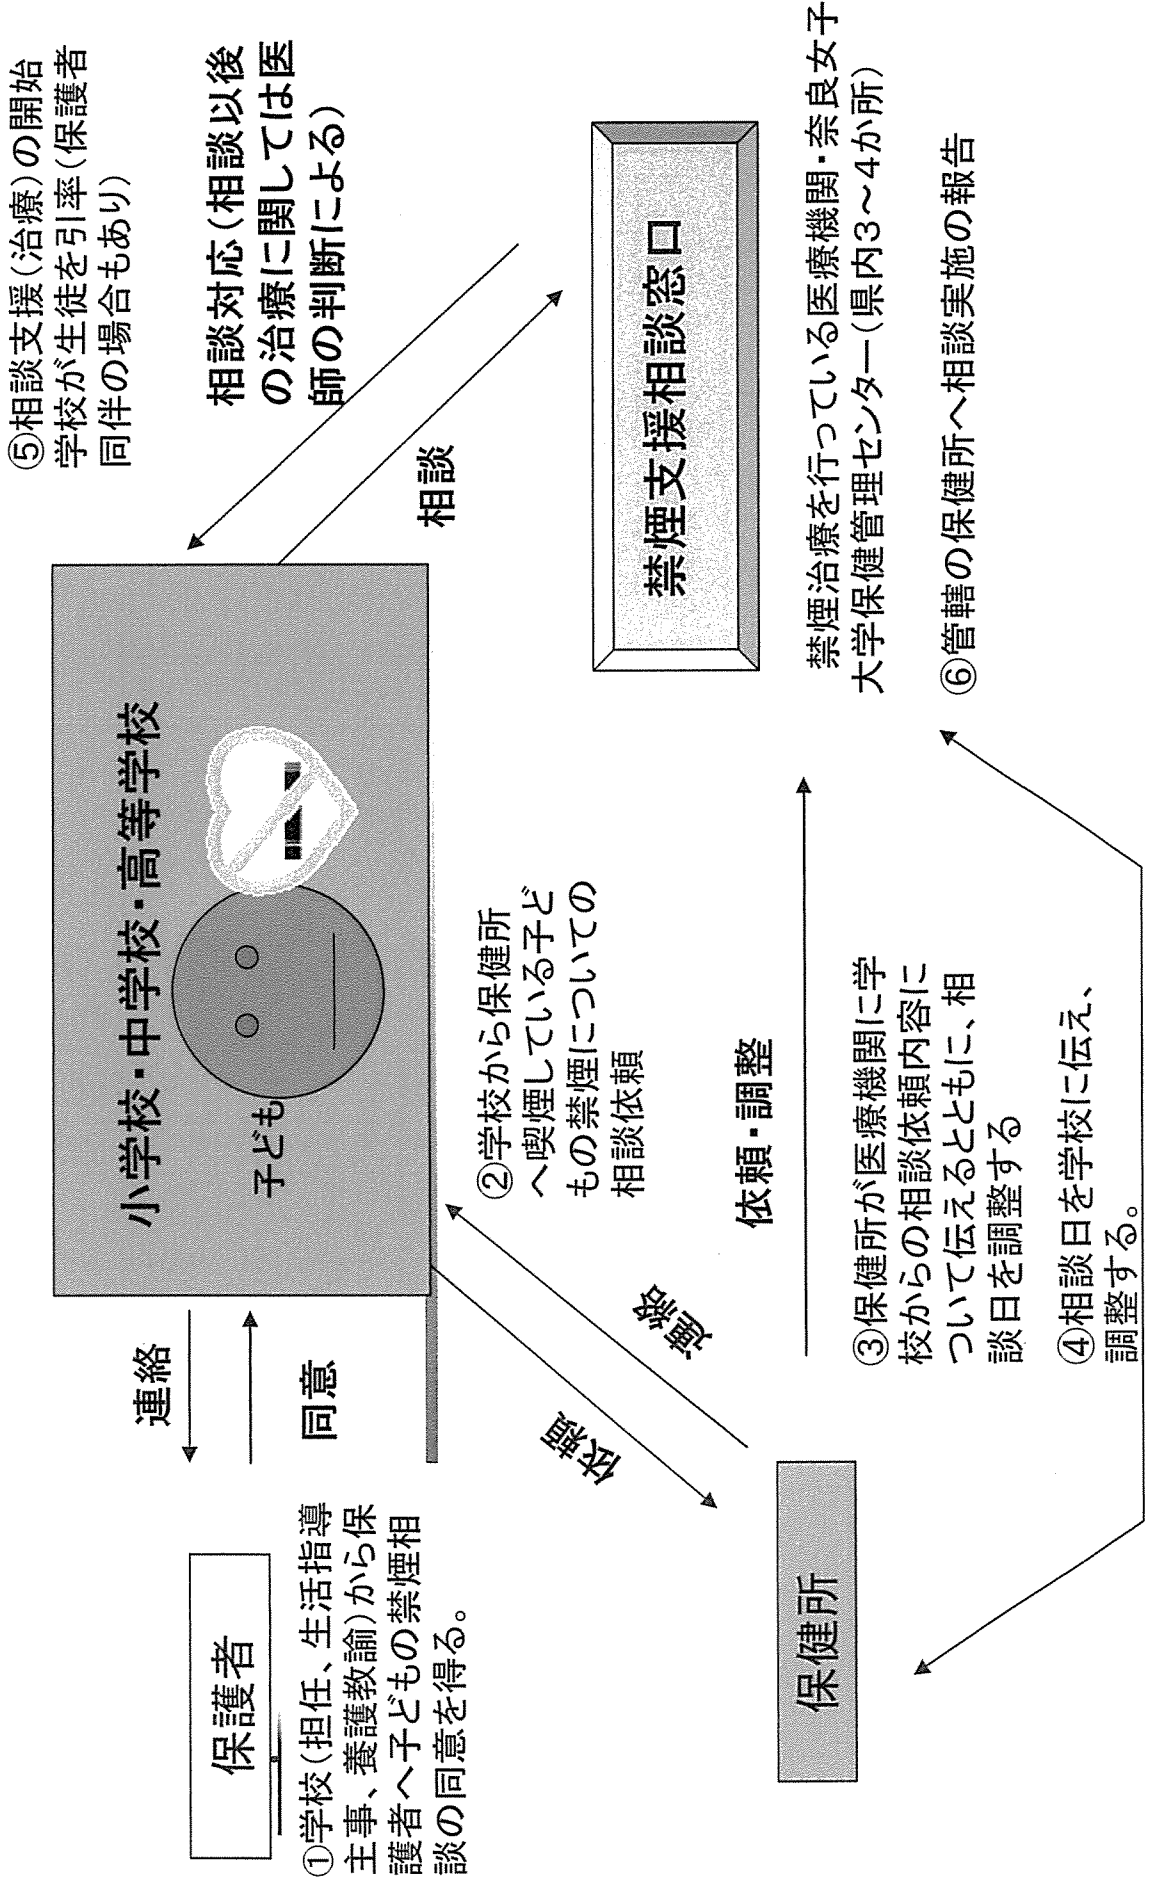 小学校・中学校・高等学校
子ども
保護者
連絡
同意
①学校(担任、生活指導
主事、養護教諭)から保
護者へ子どもの禁煙相
談の同意を得る。
②学校から保健所
へ喫煙している子ど
もの禁煙についての
相談依頼
依頼
連絡
保健所
依頼・調整
③保健所が医療機関に学
校からの相談依頼内容に
ついて伝えるとともに、相
談日を調整する
④相談日を学校に伝え、
調整する。
⑤相談支援(治療)の開始
学校が生徒を引率(保護者
同伴の場合もあり)
相談対応(相談以後
の治療に関しては医
師の判断による)
相談
禁煙支援相談窓口
禁煙治療を行っている医療機関・奈良女子
大学保健管理センター(県内3~4か所)
⑥管轄の保健所へ相談実施の報告